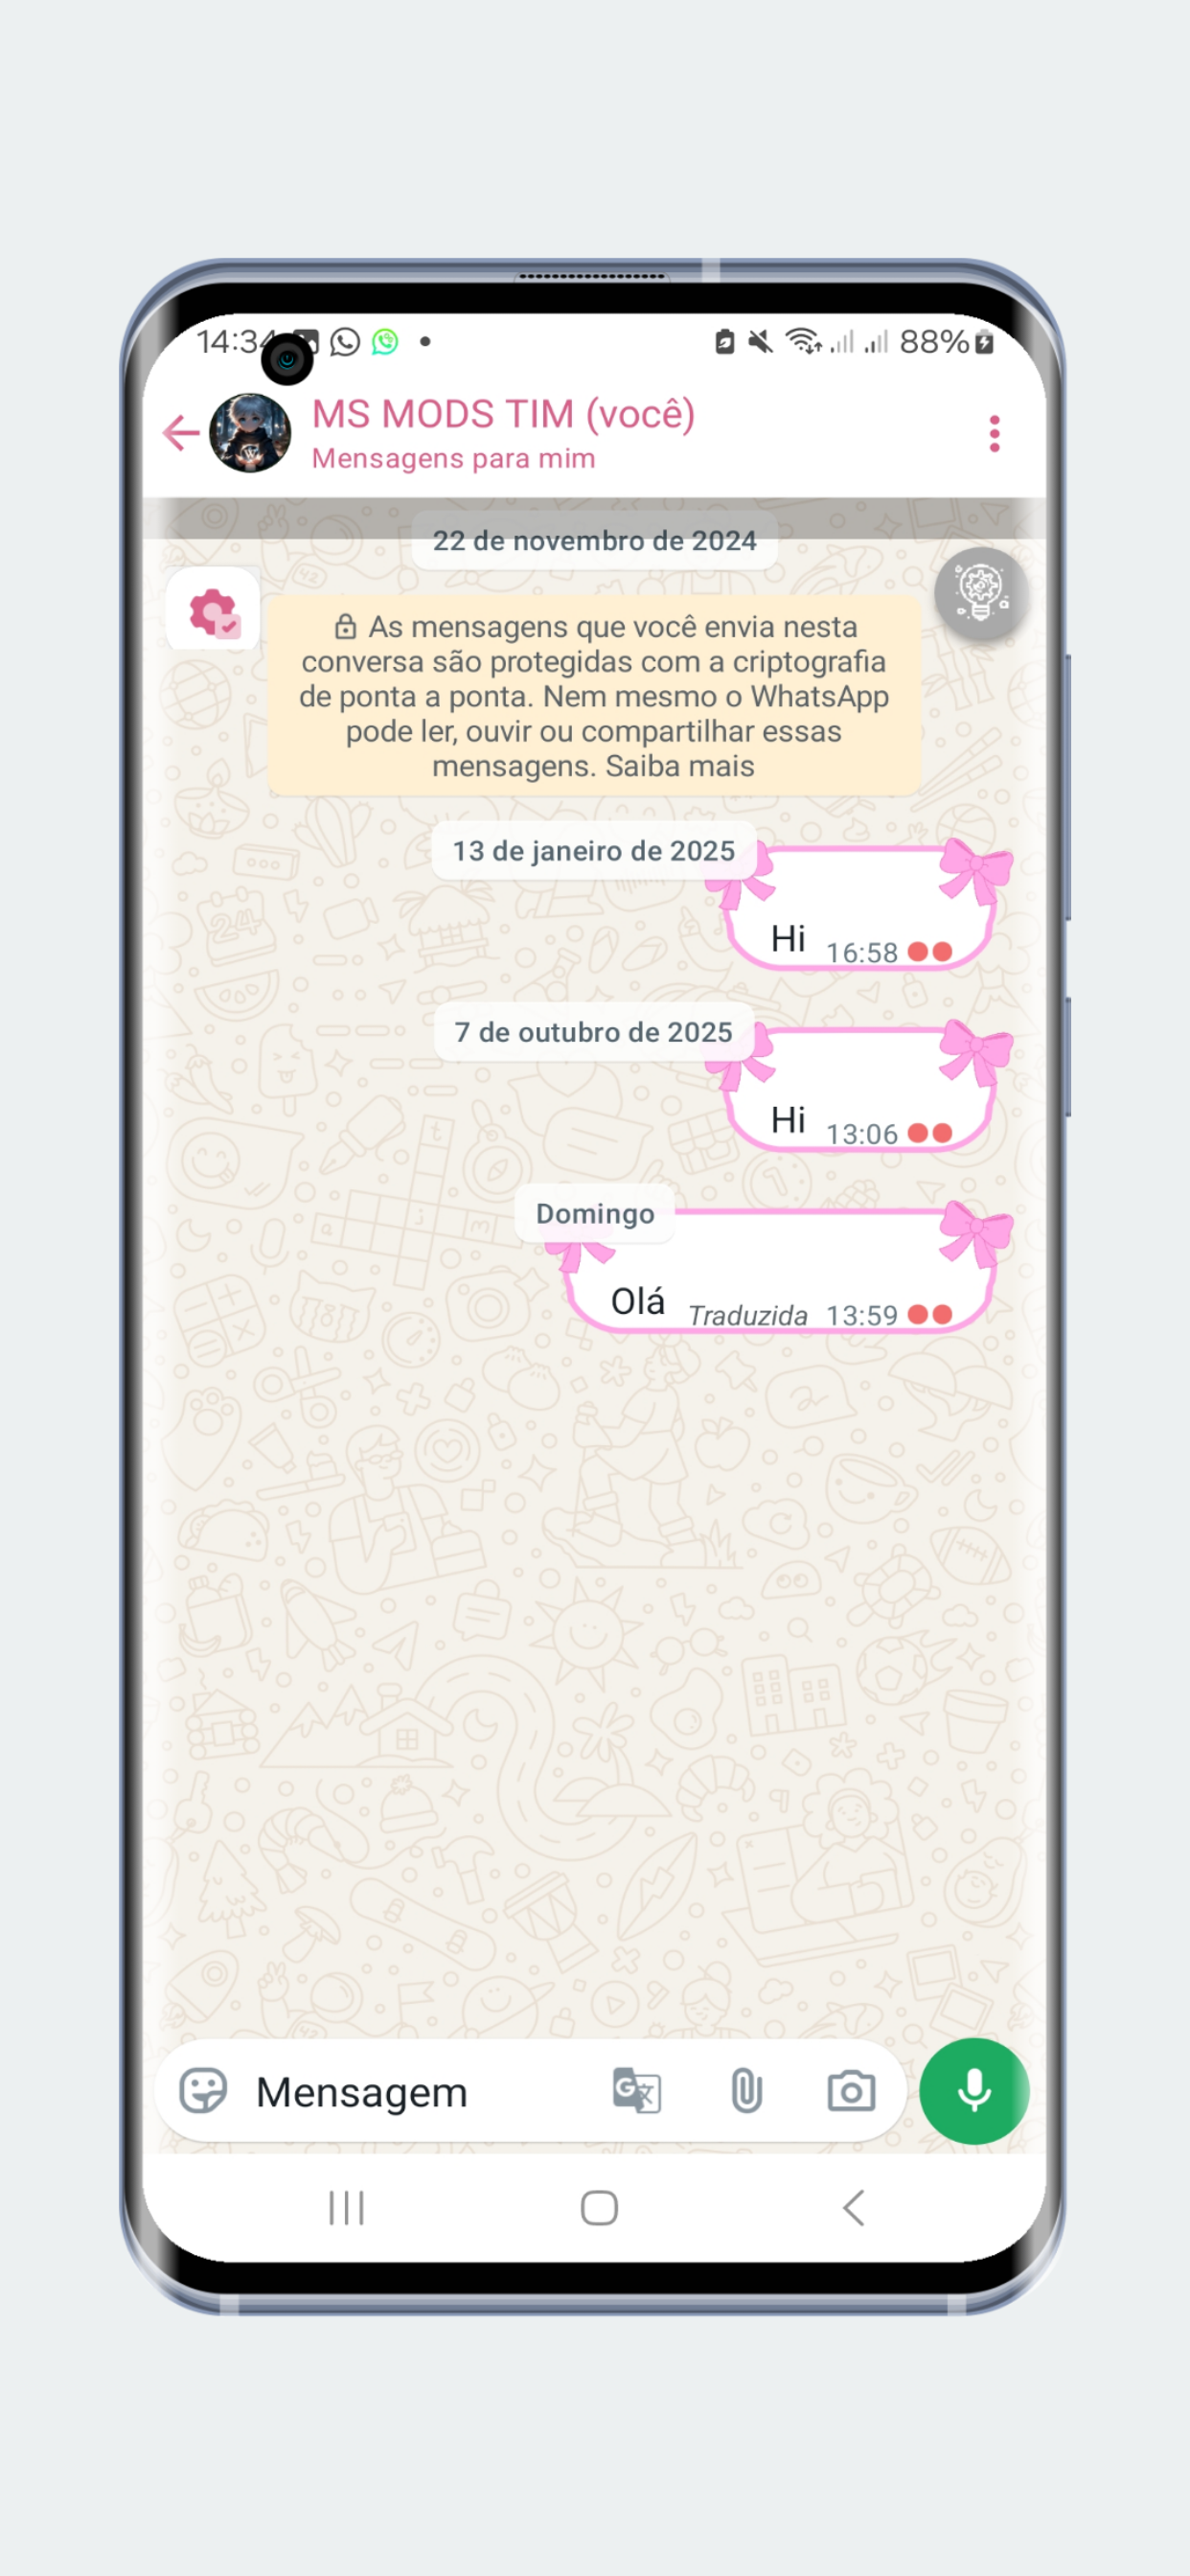 14:34
88%
MS MODS TIM (você)
Mensagens para mim
22 de novembro de 2024
As mensagens que você envia nesta
conversa são protegidas com a criptografia
de ponta a ponta. Nem mesmo o WhatsApp
pode ler, ouvir ou compartilhar essas
mensagens. Saiba mais
13 de janeiro de 2025
Hi 16:58
7 de outubro de 2025
Hi 13:06
Domingo
Olá Traduzida 13:59
Mensagem